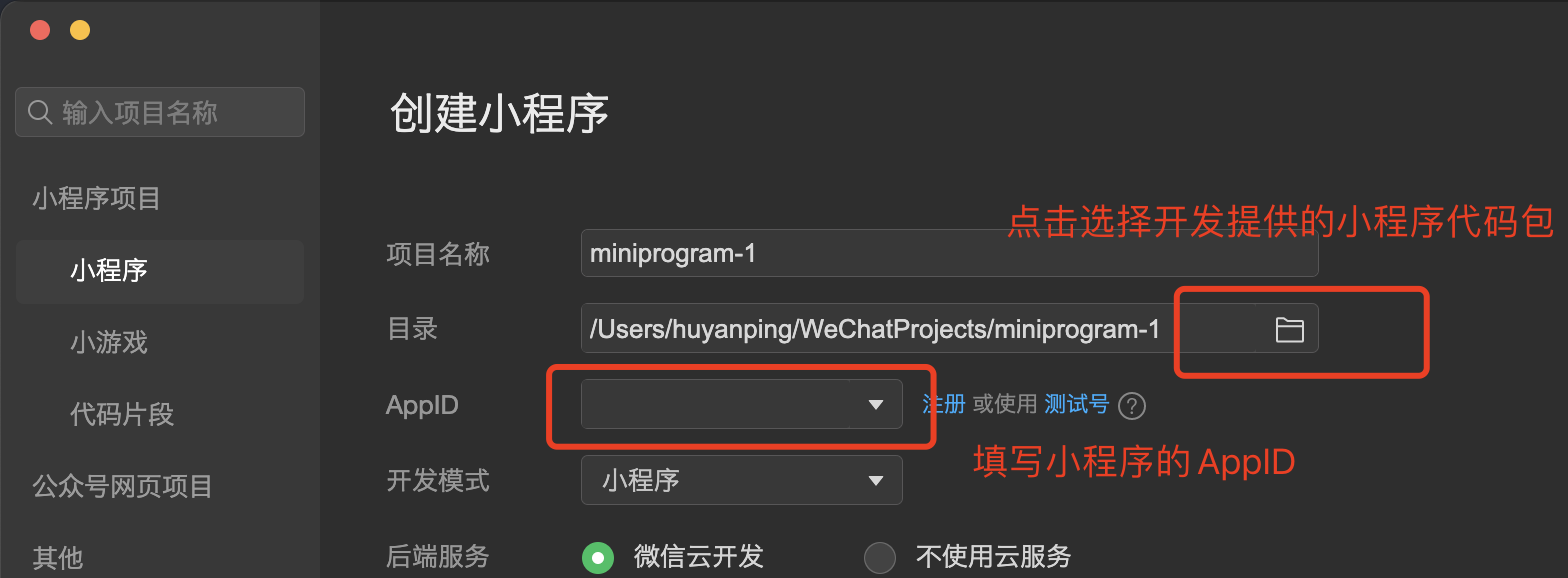 输入项目名称
小程序项目
小程序
小游戏
代码片段
公众号网页项目
其他
创建小程序
点击选择开发提供的小程序代码包
项目名称 miniprogram-1
目录 /Users/huyanping/WeChatProjects/miniprogram-1
AppID 注册 或使用 测试号 ?
填写小程序的 AppID
开发模式 小程序
后端服务 微信云开发 不使用云服务